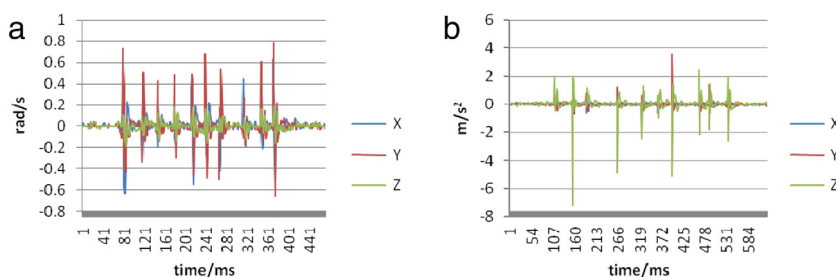 a
1
0.8
0.6
0.4
0.2
0
-0.2
-0.4
-0.6
-0.8
rad/s
1 41 81 121 161 201 241 281 321 361 401 441
time/ms
X
Y
Z
b
6
4
2
0
-2
-4
-6
-8
m/s²
1 54 107 160 213 266 319 372 425 478 531 584
time/ms
X
Y
Z